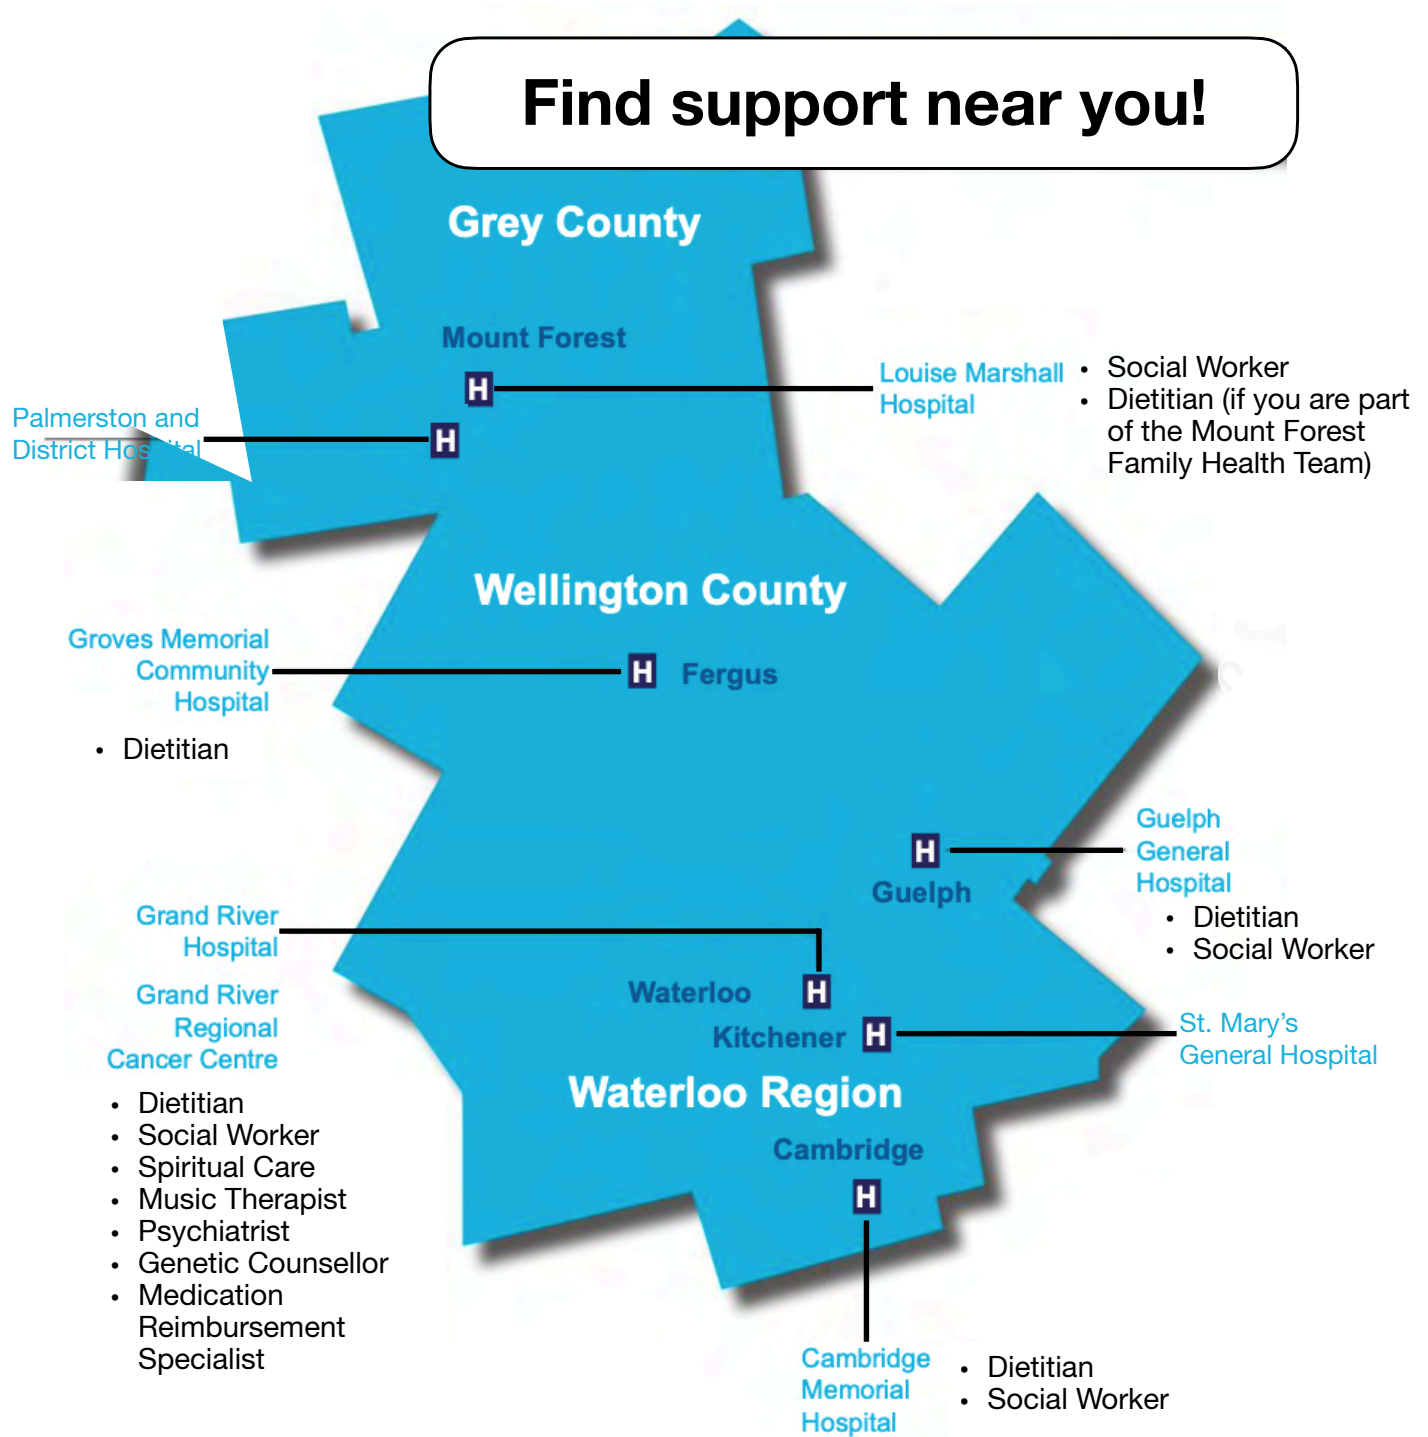 Find support near you!
Grey County
Mount Forest
H
Louise Marshall
Hospital
• Social Worker
• Dietitian (if you are part
of the Mount Forest
Family Health Team)
Palmerston and
District Hospital
H
Wellington County
Groves Memorial
Community
Hospital
H
Fergus
• Dietitian
Guelph
General
Hospital
H
Guelph
• Dietitian
• Social Worker
Grand River
Hospital
Grand River
Regional
Cancer Centre
Waterloo
H
Kitchener
H
St. Mary's
General Hospital
Waterloo Region
• Dietitian
• Social Worker
• Spiritual Care
• Music Therapist
• Psychiatrist
• Genetic Counsellor
• Medication
Reimbursement
Specialist
Cambridge
H
Cambridge
Memorial
Hospital
• Dietitian
• Social Worker